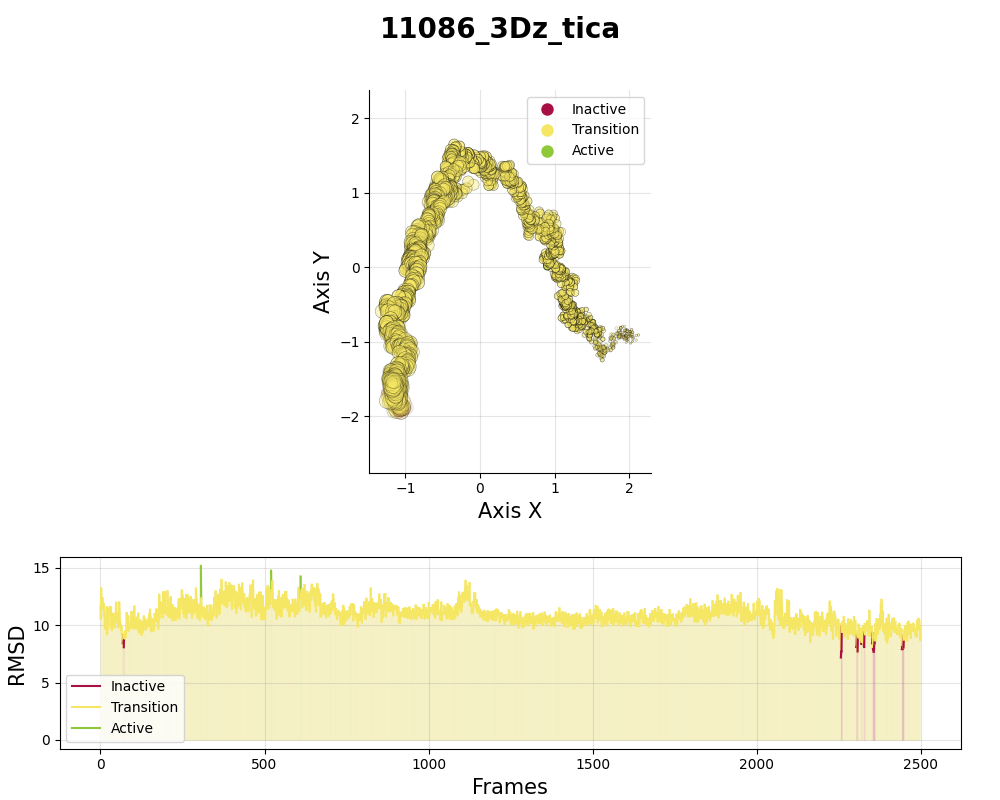 11086_3Dz_tica
Inactive
Transition
Active
2
1
0
−1
−2
Axis Y
−1 0 1 2
Axis X
15
10
5
0
RMSD
Inactive
Transition
Active
0 500 1000 1500 2000 2500
Frames